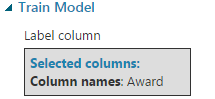 Train Model
Label column
Selected columns:
Column names: Award